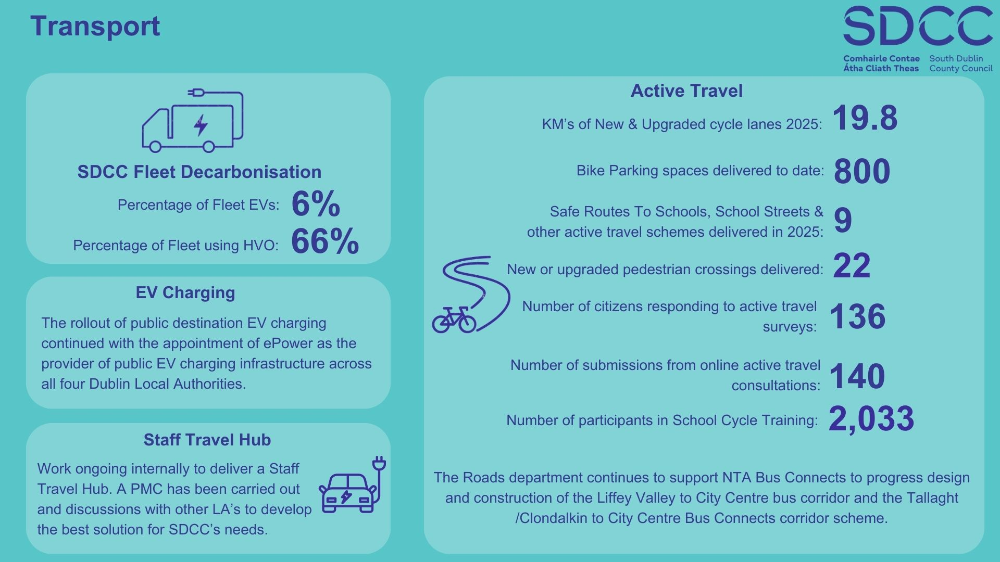 Transport
SDCC
Comhairle Contae
Átha Cliath Theas
South Dublin
County Council
SDCC Fleet Decarbonisation
Percentage of Fleet EVs: 6%
Percentage of Fleet using HVO: 66%
EV Charging
The rollout of public destination EV charging
continued with the appointment of ePower as the
provider of public EV charging infrastructure across
all four Dublin Local Authorities.
Staff Travel Hub
Work ongoing internally to deliver a Staff
Travel Hub. A PMC has been carried out
and discussions with other LA’s to develop
the best solution for SDCC’s needs.
Active Travel
KM’s of New & Upgraded cycle lanes 2025: 19.8
Bike Parking spaces delivered to date: 800
Safe Routes To Schools, School Streets &
other active travel schemes delivered in 2025: 9
New or upgraded pedestrian crossings delivered: 22
Number of citizens responding to active travel
surveys: 136
Number of submissions from online active travel
consultations: 140
Number of participants in School Cycle Training: 2,033
The Roads department continues to support NTA Bus Connects to progress design
and construction of the Liffey Valley to City Centre bus corridor and the Tallaght
/Clondalkin to City Centre Bus Connects corridor scheme.